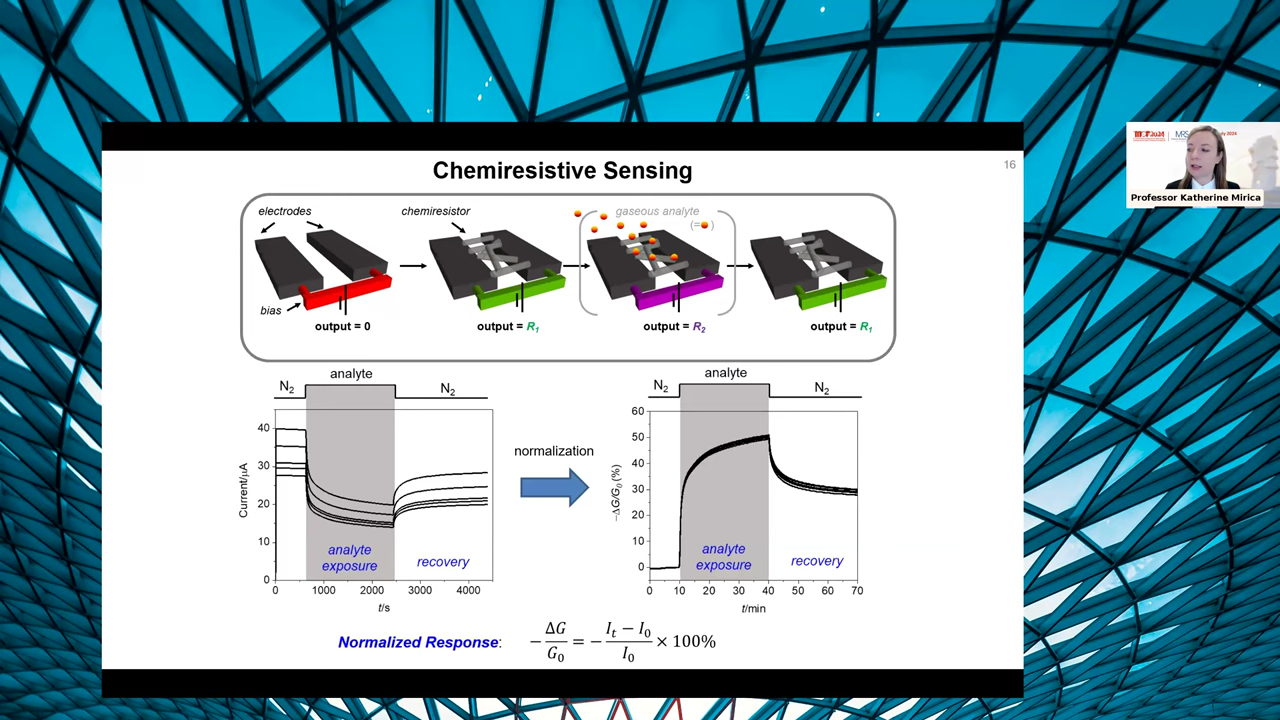 Chemiresistive Sensing
16
electrodes
chemiresistor
gaseous analyte
(= )
bias
output = 0
output = R1
output = R2
output = R1
analyte
N2
N2
40
30
20
10
0
Current/µA
0 1000 2000 3000 4000
t/s
analyte
exposure
recovery
normalization
analyte
N2
N2
60
50
40
30
20
10
0
−ΔG/G0 (%)
0 10 20 30 40 50 60 70
t/min
analyte
exposure
recovery
Normalized Response: −ΔG/G0 = −(It − I0)/I0 × 100%
2024
MRS
Professor Katherine Mirica